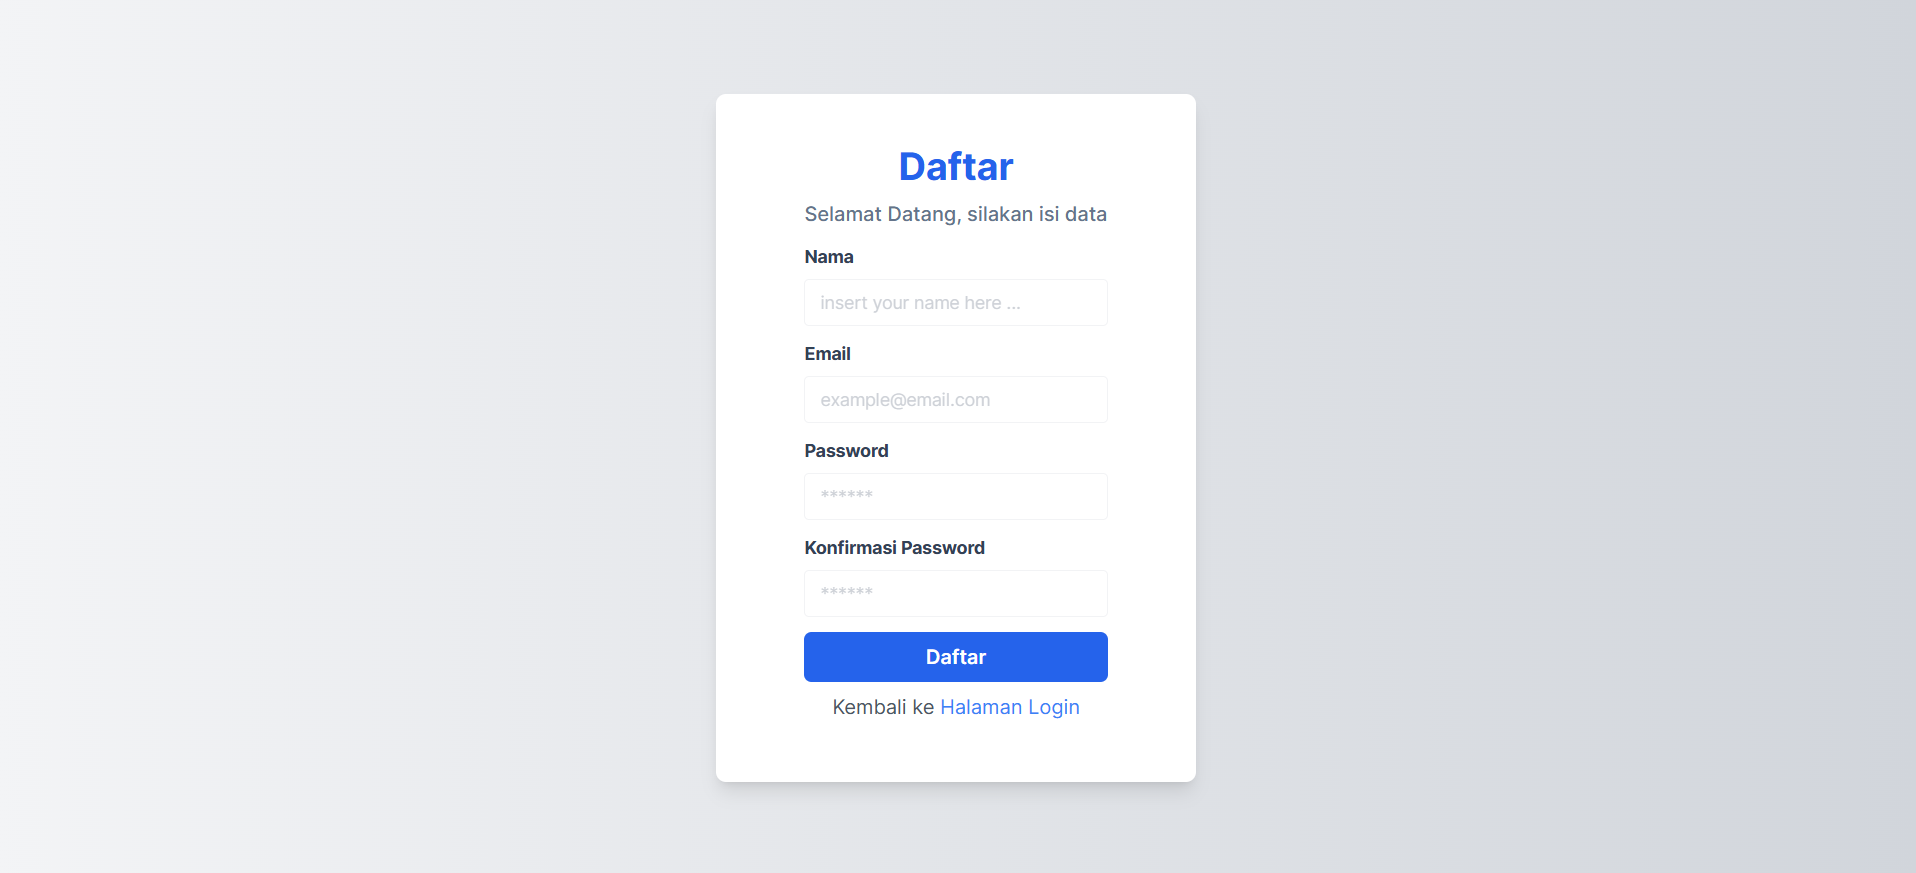 Daftar
Selamat Datang, silakan isi data
Nama
insert your name here ...
Email
example@email.com
Password
******
Konfirmasi Password
******
Daftar
Kembali ke Halaman Login